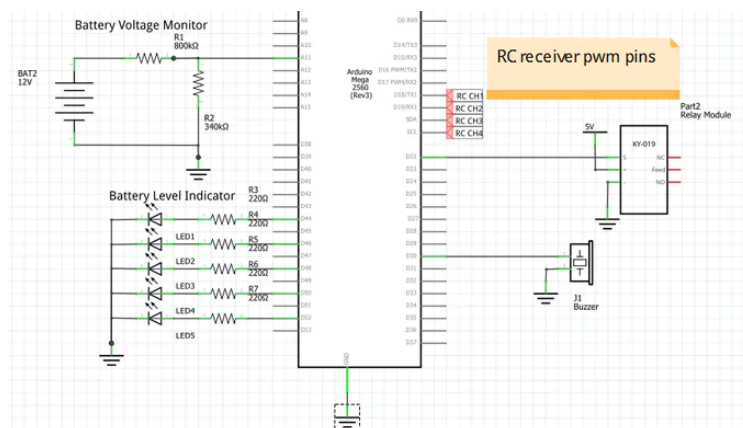 Battery Voltage Monitor
R1
800kΩ
BAT2
12V
R2
340kΩ
Battery Level Indicator
R3
220Ω
R4
220Ω
R5
220Ω
R6
220Ω
R7
220Ω
LED1
LED2
LED3
LED4
LED5
A8
A9
A10
A11
A12
A13
A14
A15
D38
D39
D40
D41
D42
D43
D44
D45
D46
D47
D48
D49
D50
D51
D52
D53
Arduino
Mega
2560
(Rev3)
GND
D0 RX0
D14/TX3
D15/RX3
D16 PWM/TX2
D17 PWM/RX2
D18/TX1
D19/RX1
SDA
SCL
D22
D23
D24
D25
D26
D27
D28
D29
D30
D31
D32
D33
D34
D35
D36
D37
RC CH1
RC CH2
RC CH3
RC CH4
RC receiver pwm pins
5V
Part2
Relay Module
KY-019
S
+
-
NC
Feed
NO
J1
Buzzer